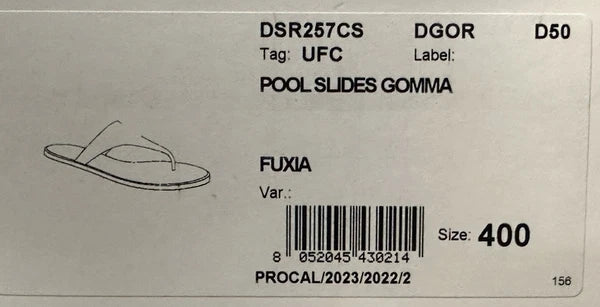 DSR257CS DGOR D50
Tag: UFC Label:
POOL SLIDES GOMMA
FUXIA
Var.:
Size: 400
8 052045 430214
PROCAL/2023/2022/2
156